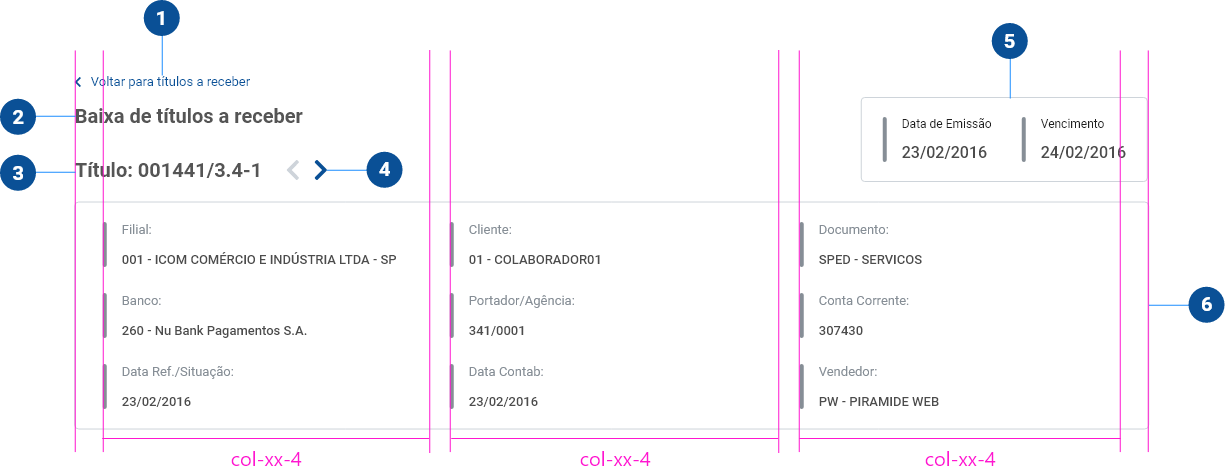 1
5
Voltar para títulos a receber
2
Baixa de títulos a receber
Data de Emissão
Vencimento
23/02/2016
24/02/2016
3
Título: 001441/3.4-1
4
Filial:
Cliente:
Documento:
001 - ICOM COMÉRCIO E INDÚSTRIA LTDA - SP
01 - COLABORADOR01
SPED - SERVICOS
Banco:
Portador/Agência:
Conta Corrente:
6
260 - Nu Bank Pagamentos S.A.
341/0001
307430
Data Ref./Situação:
Data Contab:
Vendedor:
23/02/2016
23/02/2016
PW - PIRAMIDE WEB
col-xx-4
col-xx-4
col-xx-4